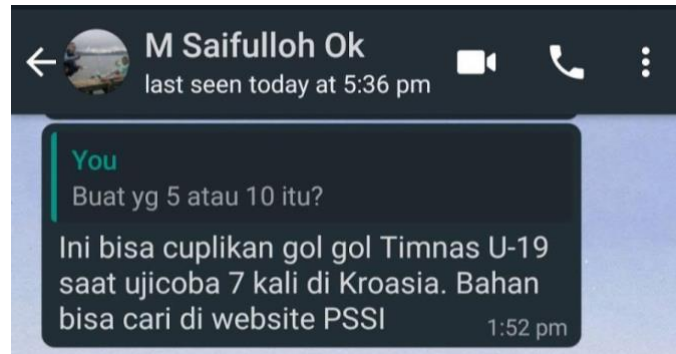 M Saifulloh Ok
last seen today at 5:36 pm
You
Buat yg 5 atau 10 itu?
Ini bisa cuplikan gol gol Timnas U-19
saat ujicoba 7 kali di Kroasia. Bahan
bisa cari di website PSSI
1:52 pm